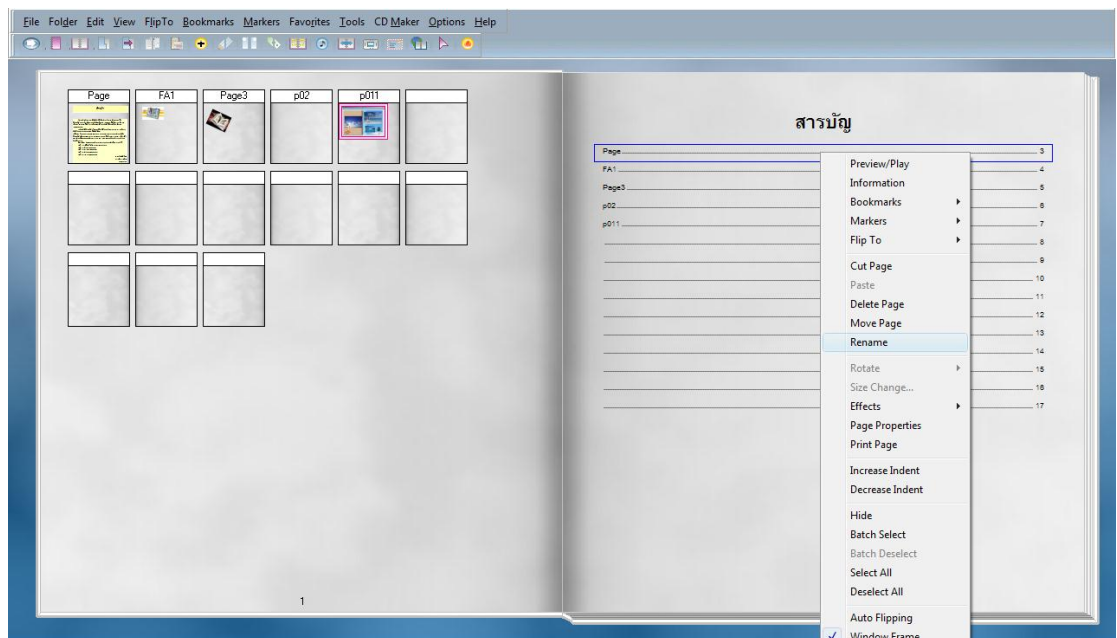 File Folder Edit View FlipTo Bookmarks Markers Favorites Tools CD Maker Options Help
Page FA1 Page3 p02 p011
1
สารบัญ
Page 3
FA1 4
Page3 5
p02 6
p011 7
8
9
10
11
12
13
14
15
16
17
Preview/Play
Information
Bookmarks
Markers
Flip To
Cut Page
Paste
Delete Page
Move Page
Rename
Rotate
Size Change...
Effects
Page Properties
Print Page
Increase Indent
Decrease Indent
Hide
Batch Select
Batch Deselect
Select All
Deselect All
Auto Flipping
Window Frame